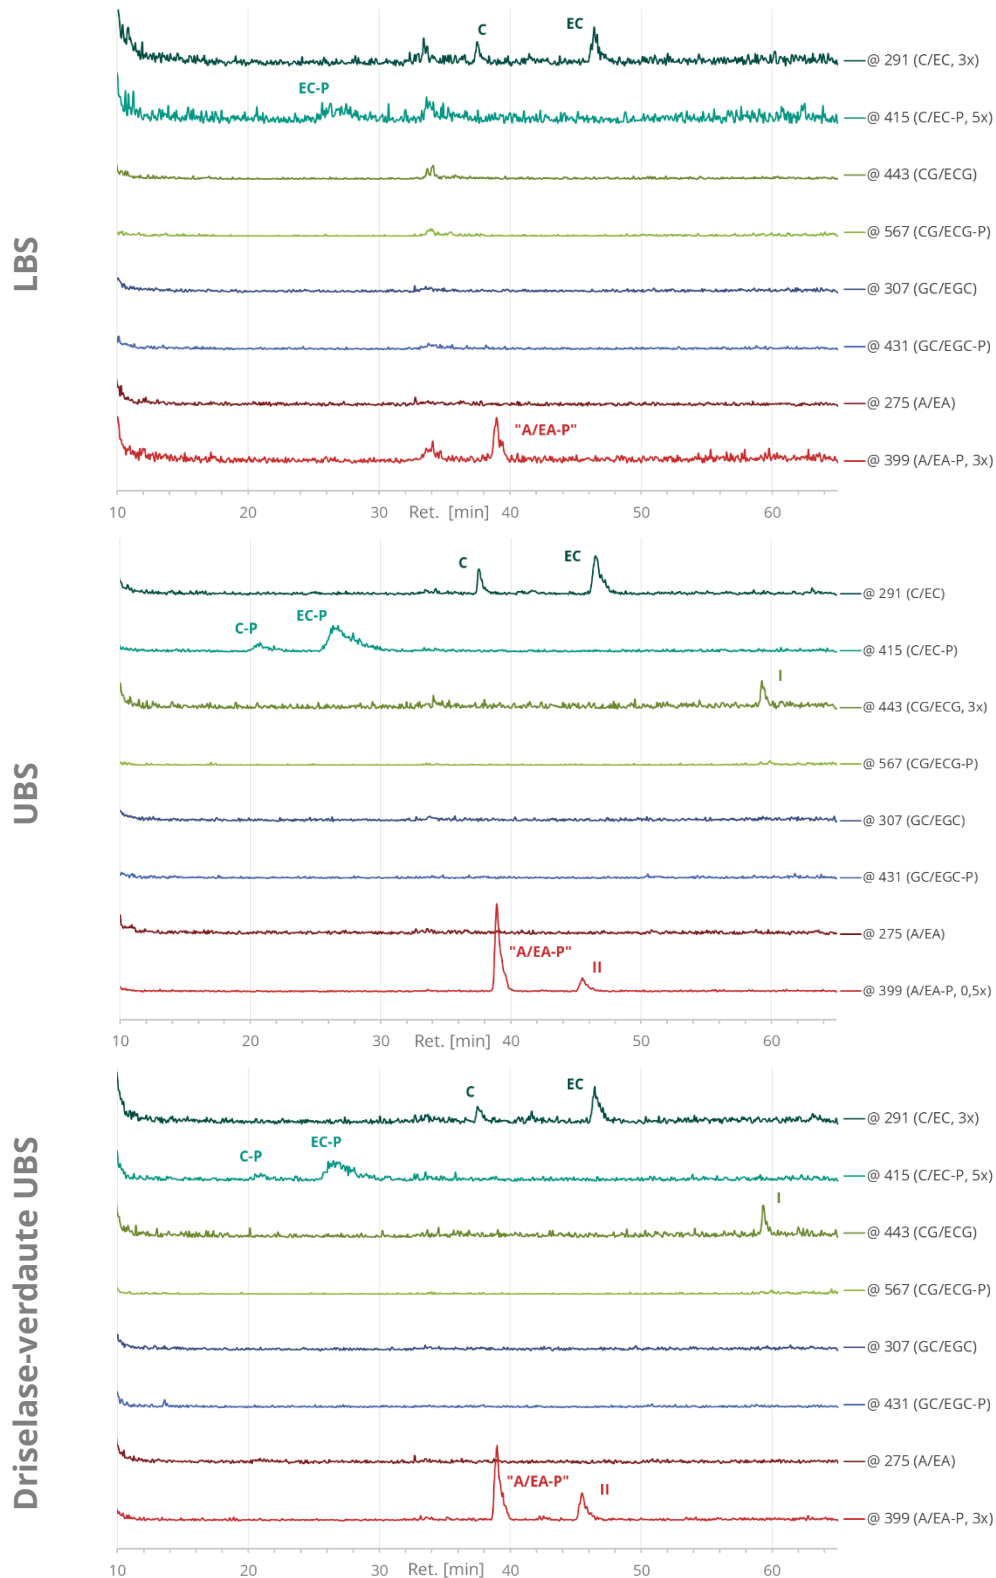 LBS
C
EC
@ 291 (C/EC, 3x)
EC-P
@ 415 (C/EC-P, 5x)
@ 443 (CG/ECG)
@ 567 (CG/ECG-P)
@ 307 (GC/EGC)
@ 431 (GC/EGC-P)
@ 275 (A/EA)
"A/EA-P"
@ 399 (A/EA-P, 3x)
10 20 30 Ret. [min] 40 50 60
UBS
C
EC
@ 291 (C/EC)
C-P
EC-P
@ 415 (C/EC-P)
I
@ 443 (CG/ECG, 3x)
@ 567 (CG/ECG-P)
@ 307 (GC/EGC)
@ 431 (GC/EGC-P)
@ 275 (A/EA)
"A/EA-P"
II
@ 399 (A/EA-P, 0,5x)
10 20 30 Ret. [min] 40 50 60
Driselase-verdaute UBS
C
EC
@ 291 (C/EC, 3x)
C-P
EC-P
@ 415 (C/EC-P, 5x)
I
@ 443 (CG/ECG)
@ 567 (CG/ECG-P)
@ 307 (GC/EGC)
@ 431 (GC/EGC-P)
@ 275 (A/EA)
"A/EA-P"
II
@ 399 (A/EA-P, 3x)
10 20 30 Ret. [min] 40 50 60